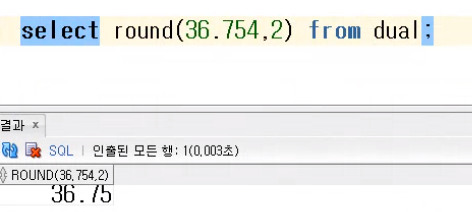 select round(36.754,2) from dual;
결과 ×
SQL | 인출된 모든 행: 1(0,003초)
ROUND(36,754,2)
36.75